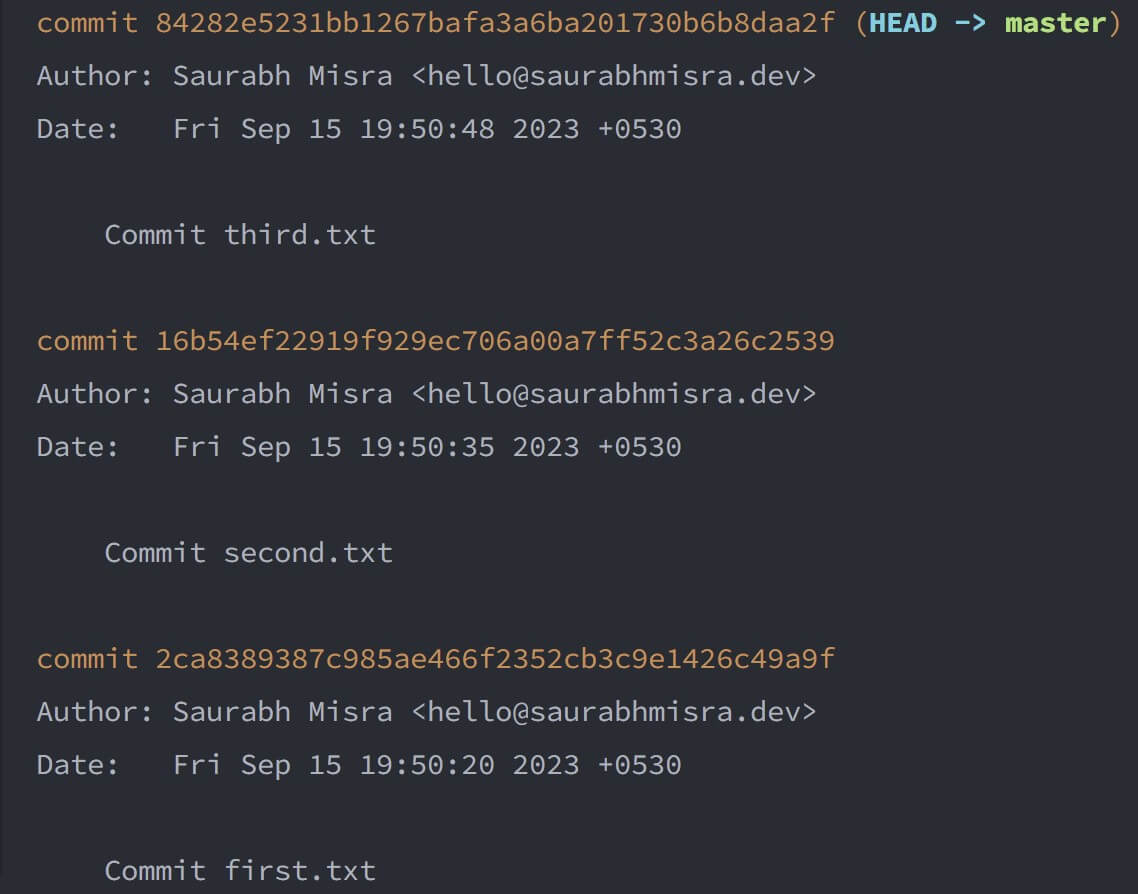 commit 84282e5231bb1267bafa3a6ba201730b6b8daa2f (HEAD -> master)
Author: Saurabh Misra <hello@saurabhmisra.dev>
Date:   Fri Sep 15 19:50:48 2023 +0530
    Commit third.txt
commit 16b54ef22919f929ec706a00a7ff52c3a26c2539
Author: Saurabh Misra <hello@saurabhmisra.dev>
Date:   Fri Sep 15 19:50:35 2023 +0530
    Commit second.txt
commit 2ca8389387c985ae466f2352cb3c9e1426c49a9f
Author: Saurabh Misra <hello@saurabhmisra.dev>
Date:   Fri Sep 15 19:50:20 2023 +0530
    Commit first.txt